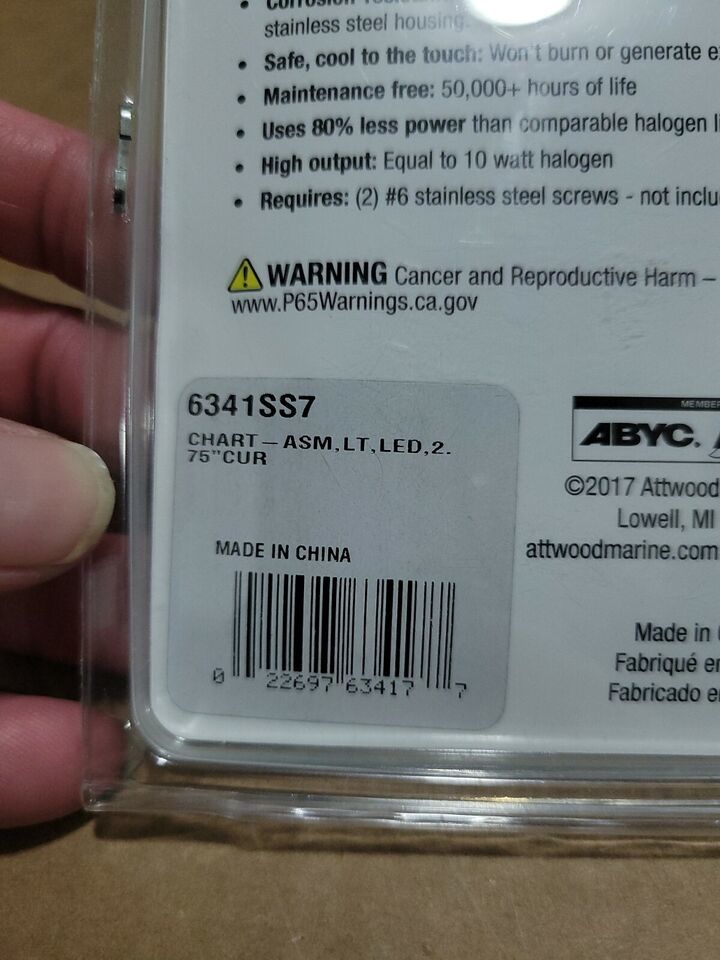 stainless steel housing.
• Safe, cool to the touch: Won't burn or generate
• Maintenance free: 50,000+ hours of life
• Uses 80% less power than comparable halogen
• High output: Equal to 10 watt halogen
• Requires: (2) #6 stainless steel screws - not
WARNING Cancer and Reproductive Harm –
www.P65Warnings.ca.gov
6341SS7
CHART—ASM,LT,LED,2.
75"CUR
MADE IN CHINA
0 22697 63417 7
MEMBER
ABYC.
©2017 Attwood
Lowell, MI
attwoodmarine.com
Made in
Fabriqué
Fabricado